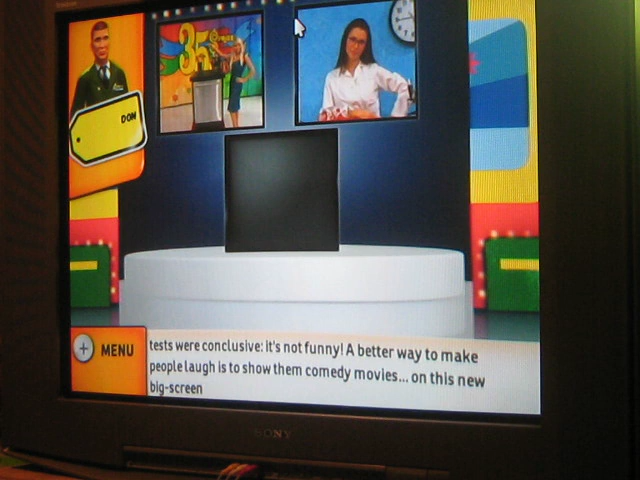 35
DON
MENU
tests were conclusive: it's not funny! A better way to make
people laugh is to show them comedy movies... on this new
big-screen
SONY